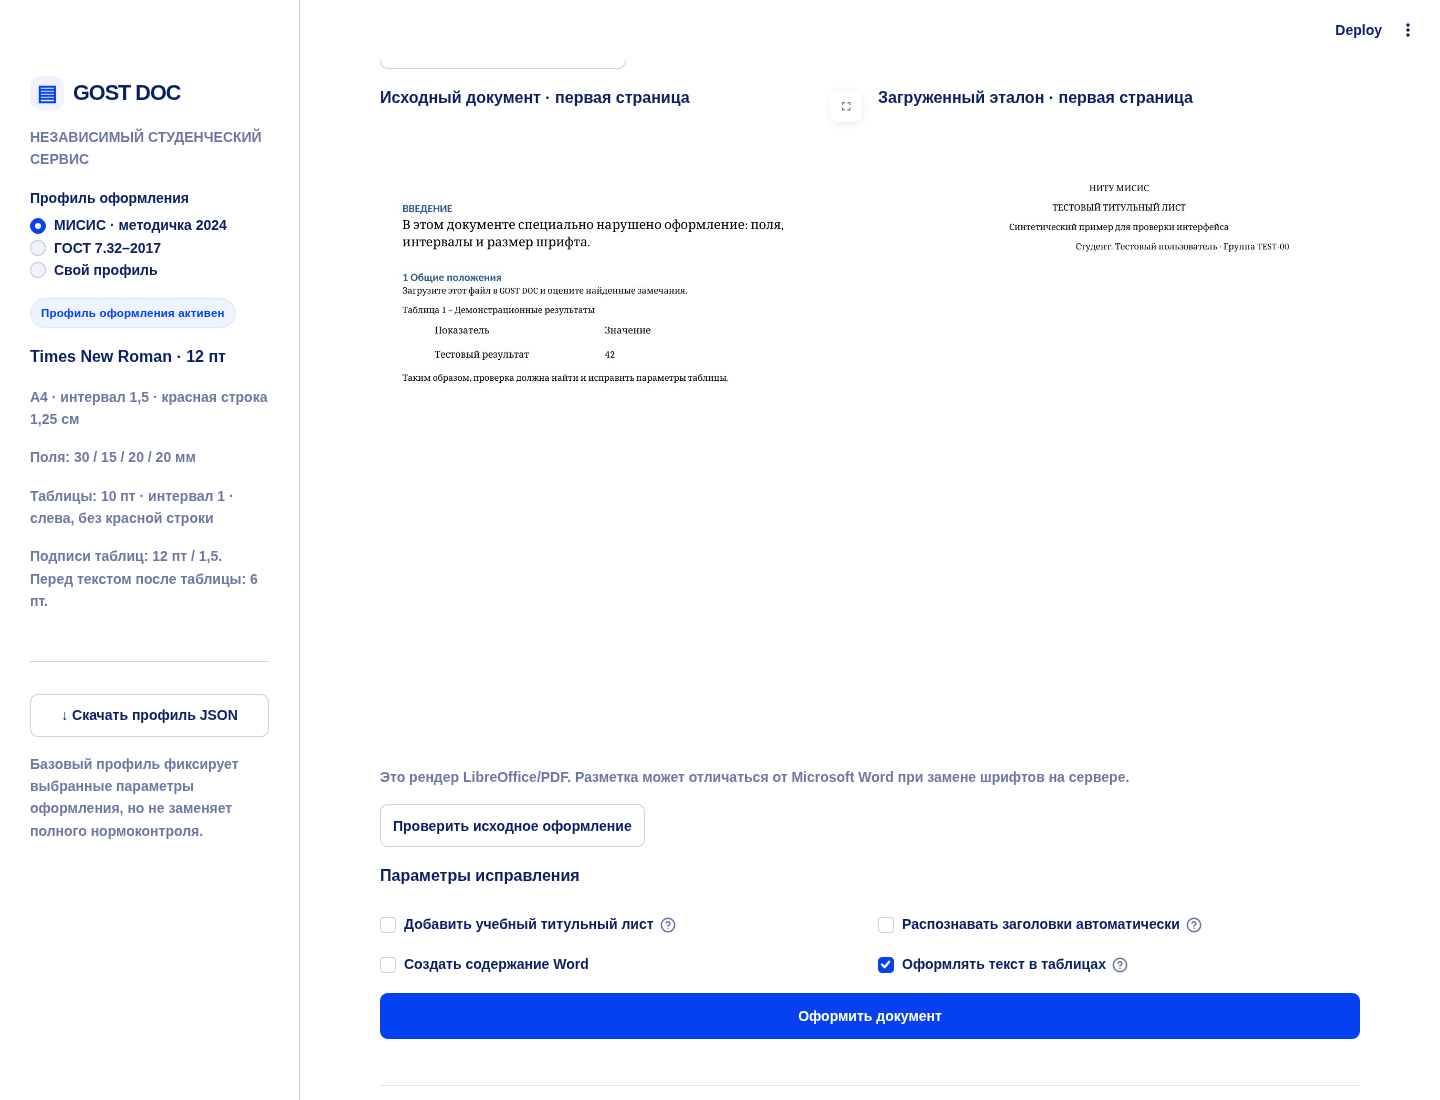 Deploy
GOST DOC
НЕЗАВИСИМЫЙ СТУДЕНЧЕСКИЙ
СЕРВИС
Профиль оформления
МИСИС · методичка 2024
ГОСТ 7.32–2017
Свой профиль
Профиль оформления активен
Times New Roman · 12 пт
А4 · интервал 1,5 · красная строка
1,25 см
Поля: 30 / 15 / 20 / 20 мм
Таблицы: 10 пт · интервал 1 ·
слева, без красной строки
Подписи таблиц: 12 пт / 1,5.
Перед текстом после таблицы: 6
пт.
↓ Скачать профиль JSON
Базовый профиль фиксирует
выбранные параметры
оформления, но не заменяет
полного нормоконтроля.
Исходный документ · первая страница
ВВЕДЕНИЕ
В этом документе специально нарушено оформление: поля,
интервалы и размер шрифта.
1 Общие положения
Загрузите этот файл в GOST DOC и оцените найденные замечания.
Таблица 1 – Демонстрационные результаты
Показатель Значение
Тестовый результат 42
Таким образом, проверка должна найти и исправить параметры таблицы.
Загруженный эталон · первая страница
НИТУ МИСИС
ТЕСТОВЫЙ ТИТУЛЬНЫЙ ЛИСТ
Синтетический пример для проверки интерфейса
Студент: Тестовый пользователь · Группа TEST-00
Это рендер LibreOffice/PDF. Разметка может отличаться от Microsoft Word при замене шрифтов на сервере.
Проверить исходное оформление
Параметры исправления
Добавить учебный титульный лист
Распознавать заголовки автоматически
Создать содержание Word
Оформлять текст в таблицах
Оформить документ